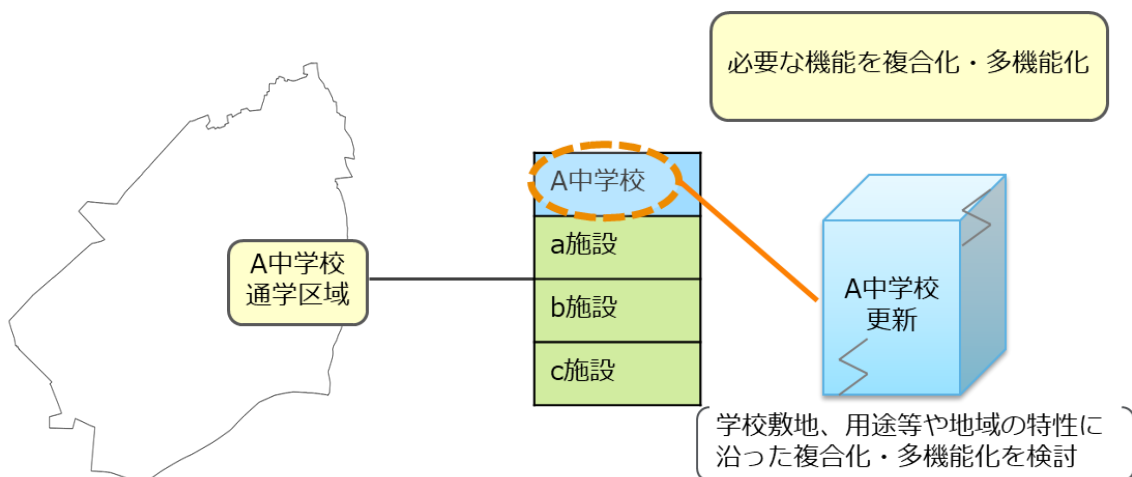 必要な機能を複合化・多機能化
A中学校
a施設
b施設
c施設
A中学校
通学区域
A中学校
更新
学校敷地、用途等や地域の特性に
沿った複合化・多機能化を検討